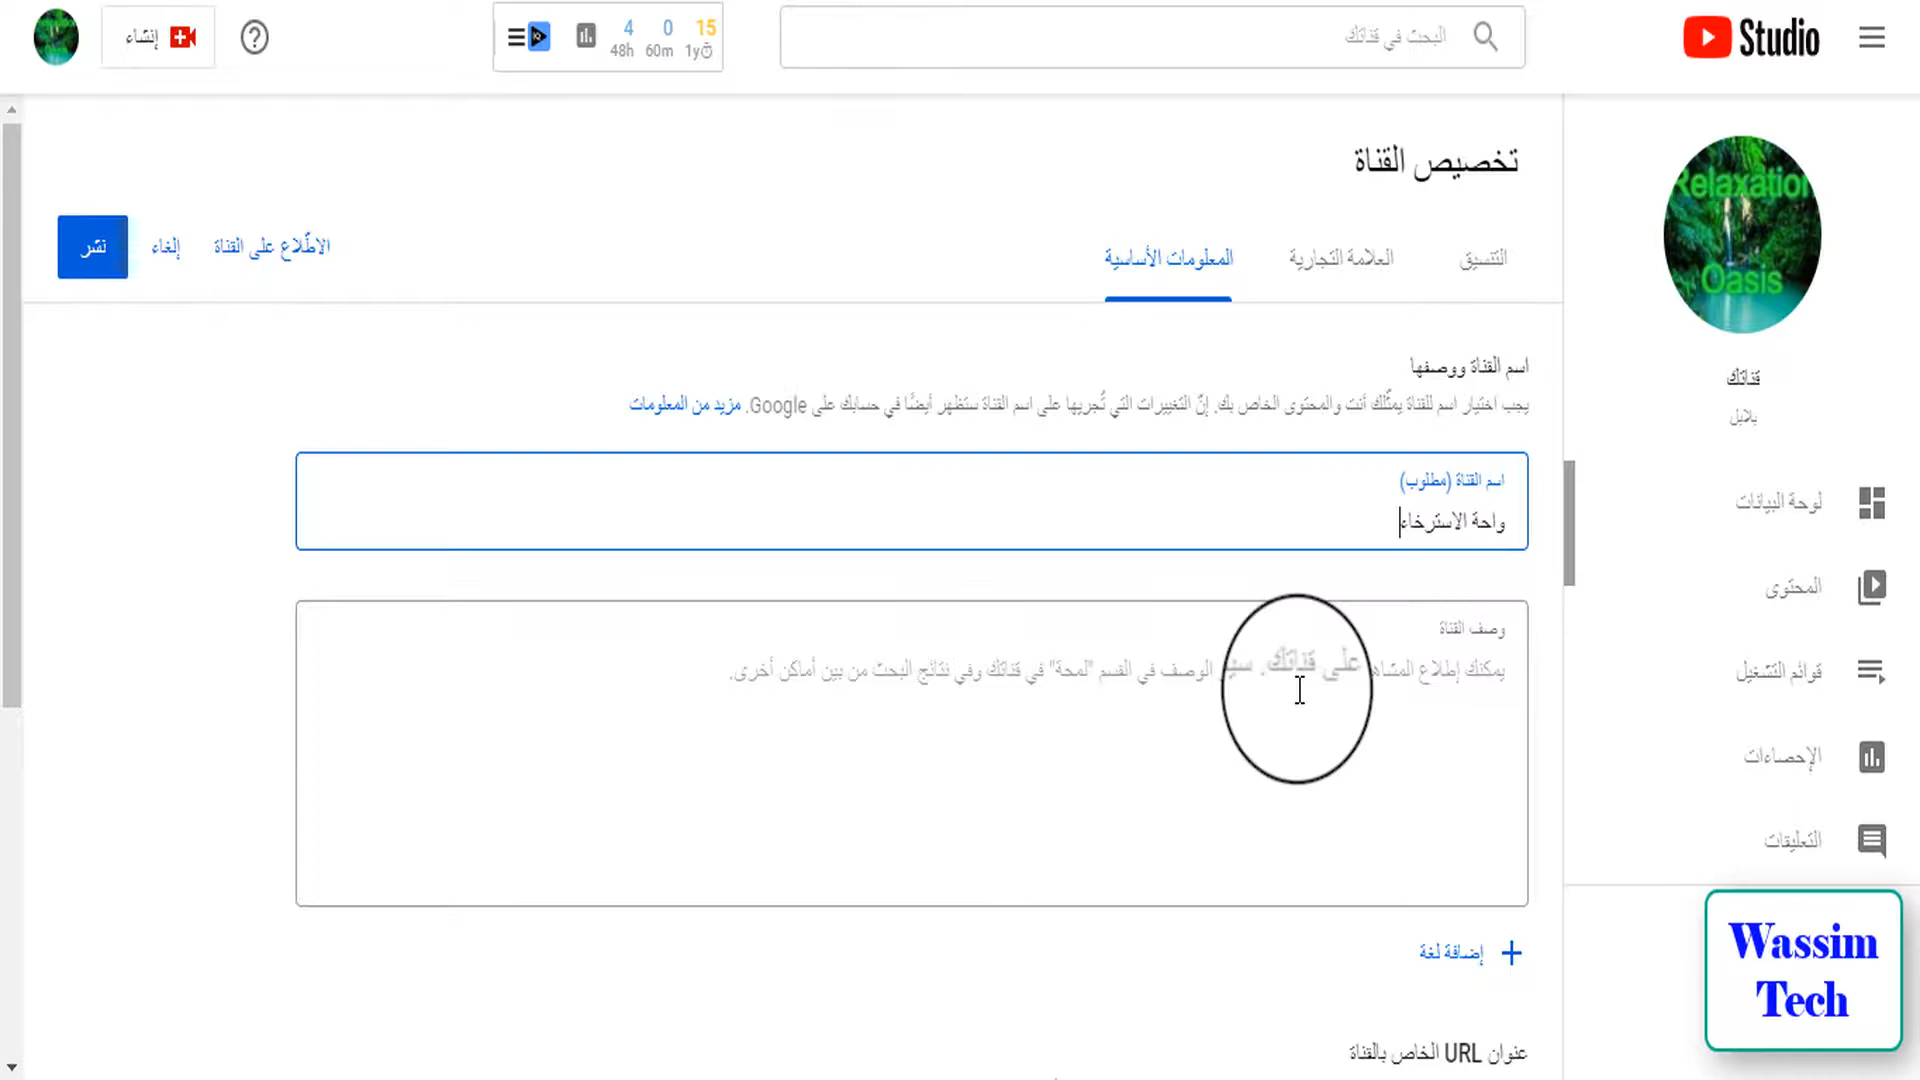 Studio
البحث في قناتك
4 0 15
48h 60m 1y
إنشاء
Relaxation
Oasis
قناتك
بلابل
لوحة البيانات
المحتوى
قوائم التشغيل
الإحصاءات
التعليقات
تخصيص القناة
التنسيق
العلامة التجارية
المعلومات الأساسية
الاطّلاع على القناة
إلغاء
نشر
اسم القناة ووصفها
يجب اختيار اسم للقناة يمثّلك أنت والمحتوى الخاص بك. إنّ التغييرات التي تُجريها على اسم القناة ستظهر أيضًا في حسابك على Google. مزيد من المعلومات
اسم القناة (مطلوب)
واحة الاسترخاء
وصف القناة
يمكنك إطلاع على قناتك. الوصف في القسم "لمحة" في قناتك وفي نتائج البحث من بين أماكن أخرى.
إضافة لغة
عنوان URL الخاص بالقناة
Wassim
Tech